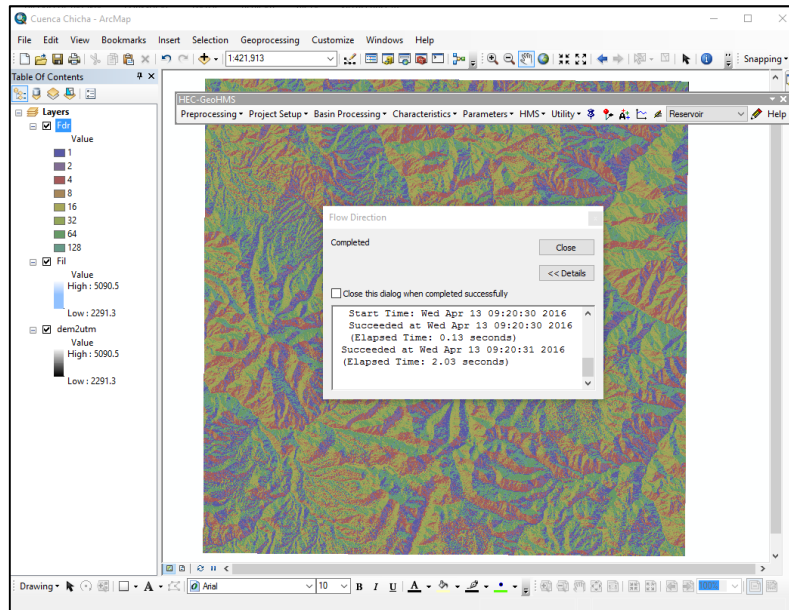 Cuenca Chicha - ArcMap
File Edit View Bookmarks Insert Selection Geoprocessing Customize Windows Help
1:421,913
Snapping
Table Of Contents
HEC-GeoHMS
Preprocessing Project Setup Basin Processing Characteristics Parameters HMS Utility Reservoir Help
Layers
Fdr
Value
1
2
4
8
16
32
64
128
Fil
Value
High : 5090.5
Low : 2291.3
dem2utm
Value
High : 5090.5
Low : 2291.3
Flow Direction
Completed
Close
<< Details
Close this dialog when completed successfully
Start Time: Wed Apr 13 09:20:30 2016
Succeeded at Wed Apr 13 09:20:30 2016
(Elapsed Time: 0.13 seconds)
Succeeded at Wed Apr 13 09:20:31 2016
(Elapsed Time: 2.03 seconds)
Drawing A Arial 10 B I U A 100%